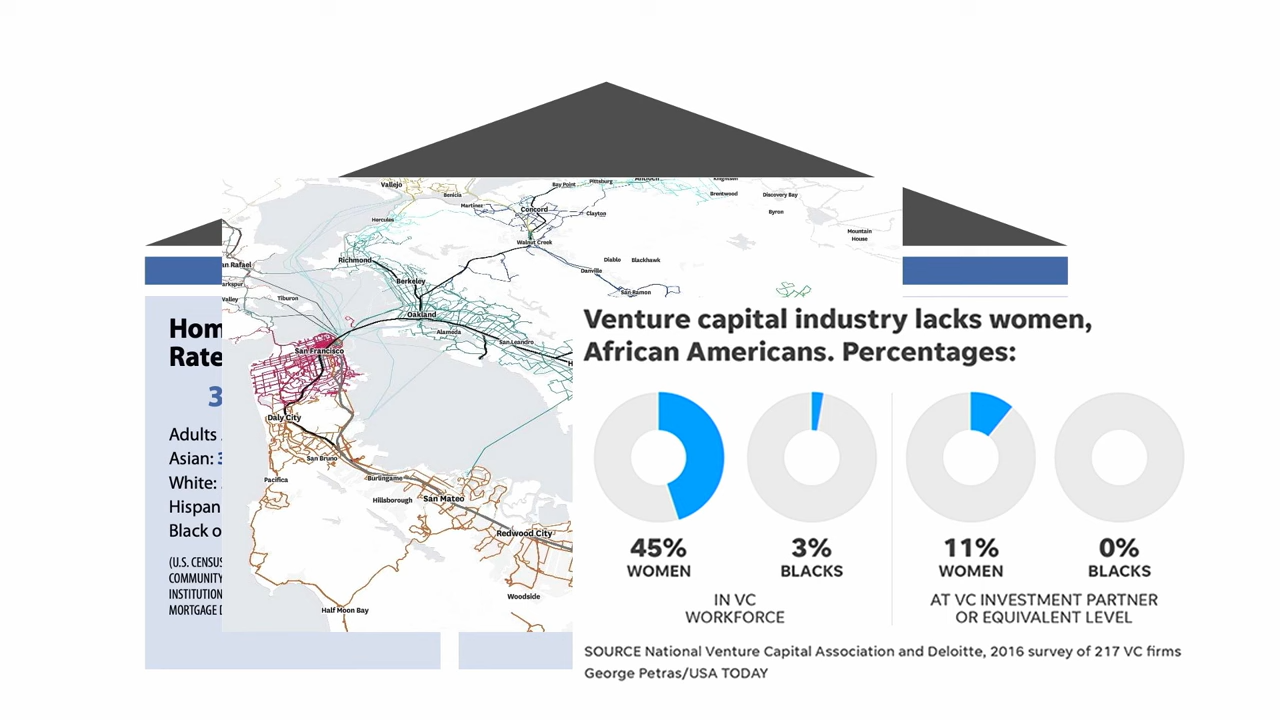 Vallejo
Benicia
Bay Point
Pittsburg
Antioch
Knightsen
Martinez
Brentwood
Discovery Bay
Hercules
Concord
Clayton
Byron
Walnut Creek
Mountain
House
Richmond
Diablo
Blackhawk
Danville
Berkeley
San Ramon
an Rafael
arkspur
Valley
Tiburon
Oakland
Alameda
San Leandro
H
San Francisco
Daly City
San Bruno
Pacifica
Burlingame
Hillsborough
San Mateo
Redwood City
Woodside
Half Moon Bay
Hom
Rate
3
Adults
Asian: 3
White:
Hispan
Black o
(U.S. CENSUS
COMMUNITY
INSTITUTION
MORTGAGE D
Venture capital industry lacks women,
African Americans. Percentages:
45%
WOMEN
3%
BLACKS
IN VC
WORKFORCE
11%
WOMEN
0%
BLACKS
AT VC INVESTMENT PARTNER
OR EQUIVALENT LEVEL
SOURCE National Venture Capital Association and Deloitte, 2016 survey of 217 VC firms
George Petras/USA TODAY